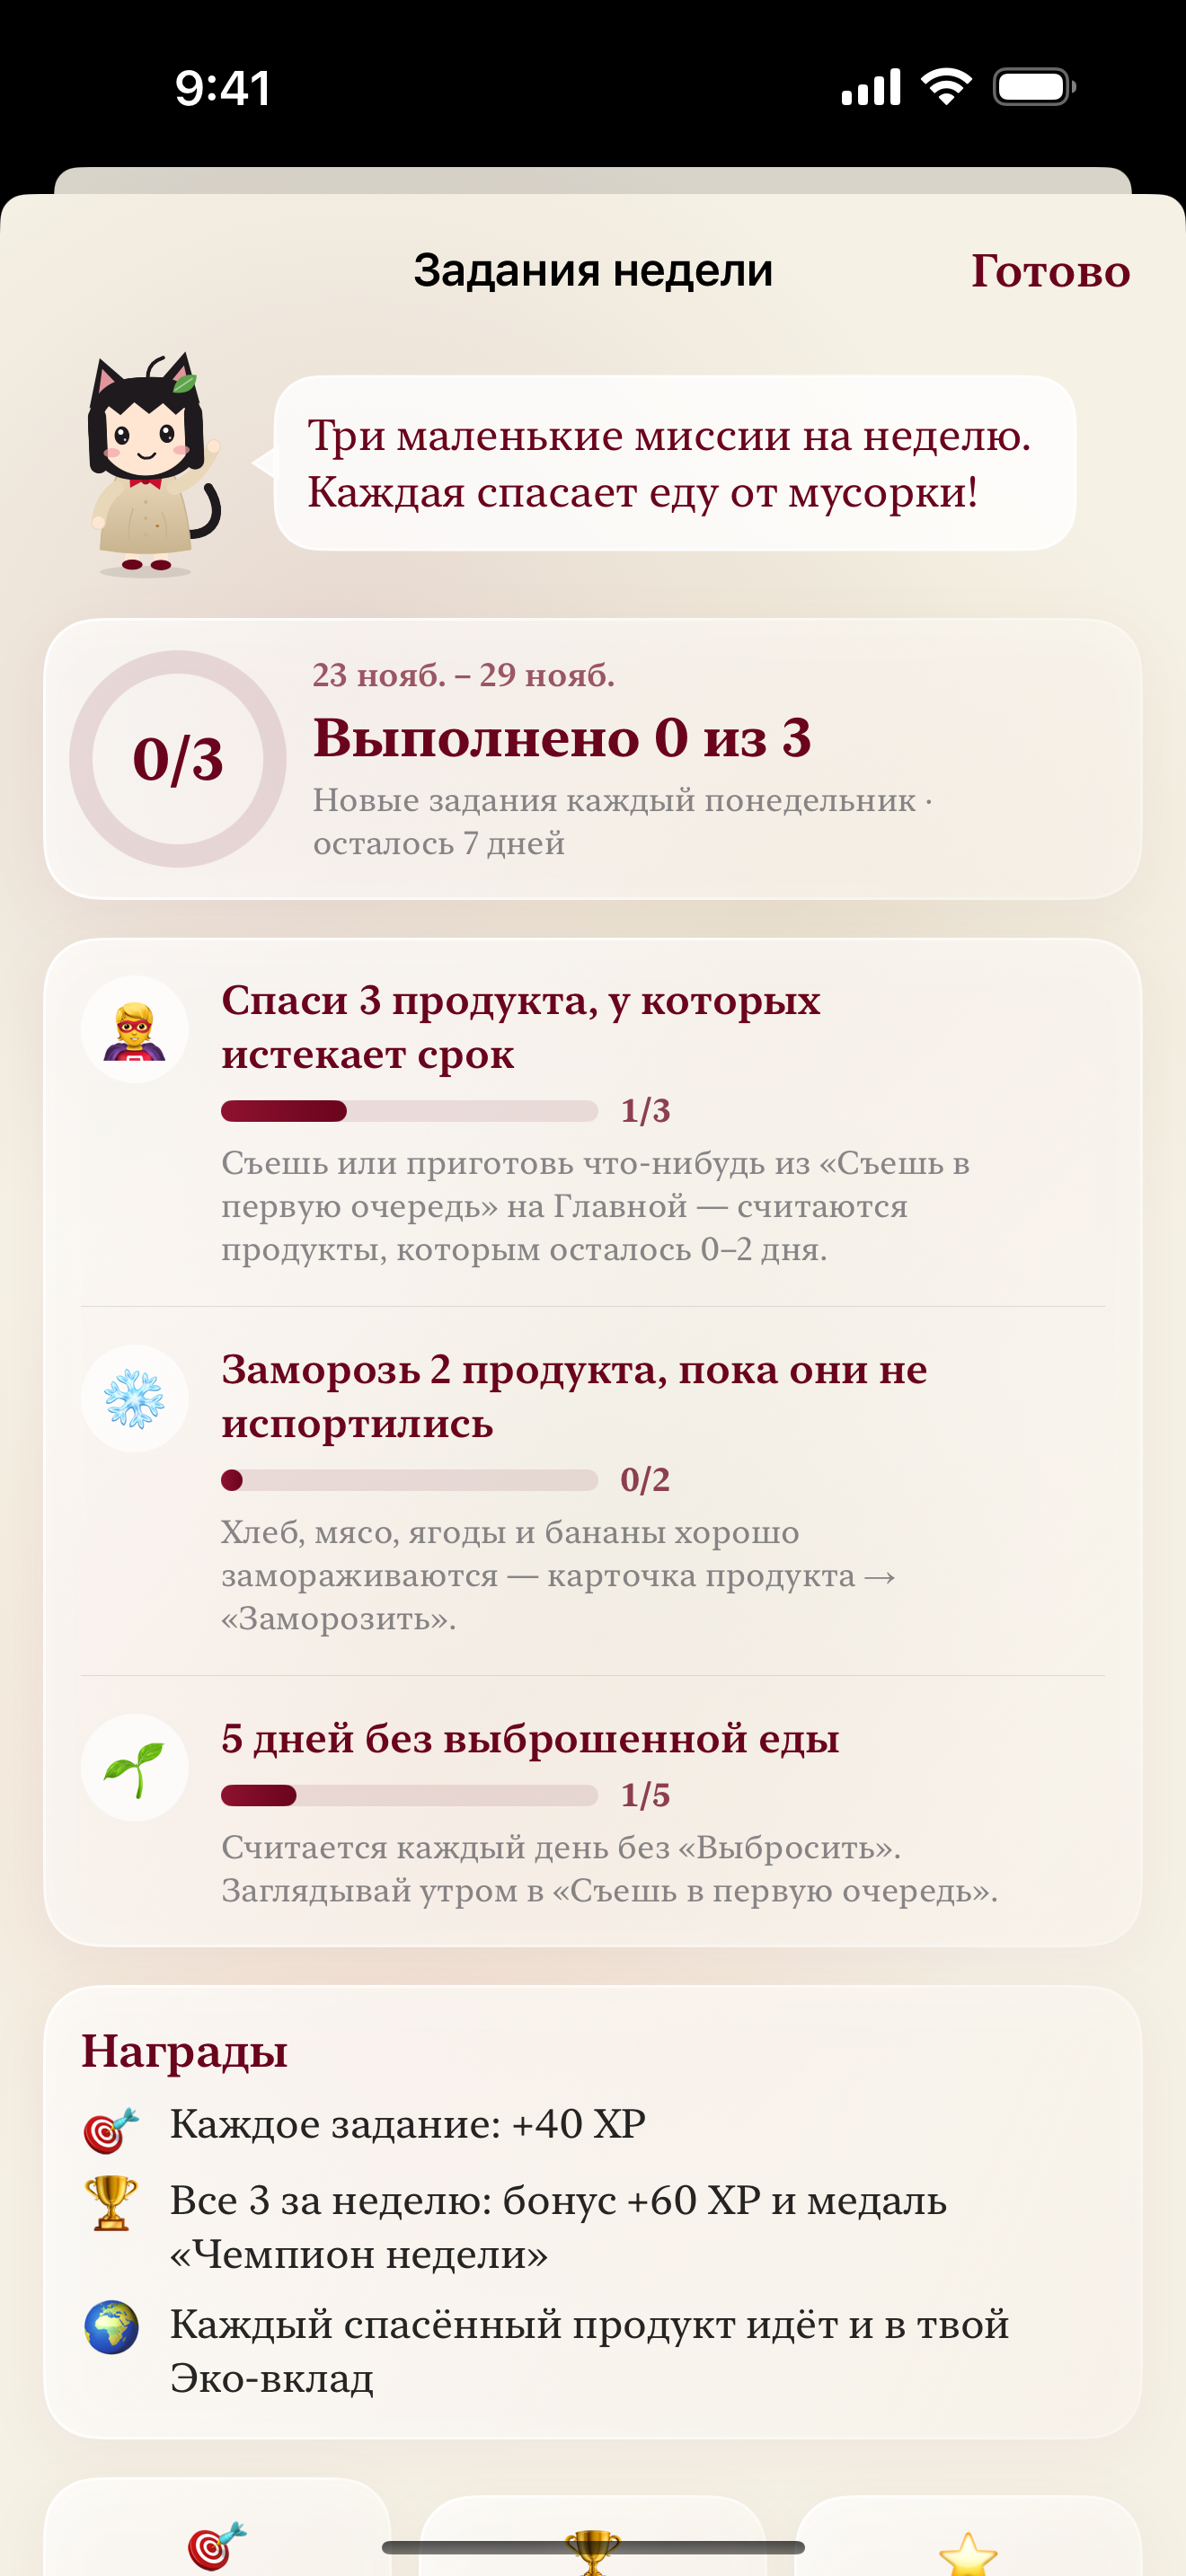 9:41
Задания недели
Готово
Три маленькие миссии на неделю.
Каждая спасает еду от мусорки!
0/3
23 нояб. – 29 нояб.
Выполнено 0 из 3
Новые задания каждый понедельник ·
осталось 7 дней
Спаси 3 продукта, у которых
истекает срок
1/3
Съешь или приготовь что-нибудь из «Съешь в
первую очередь» на Главной — считаются
продукты, которым осталось 0–2 дня.
Заморозь 2 продукта, пока они не
испортились
0/2
Хлеб, мясо, ягоды и бананы хорошо
замораживаются — карточка продукта →
«Заморозить».
5 дней без выброшенной еды
1/5
Считается каждый день без «Выбросить».
Заглядывай утром в «Съешь в первую очередь».
Награды
Каждое задание: +40 XP
Все 3 за неделю: бонус +60 XP и медаль
«Чемпион недели»
Каждый спасённый продукт идёт и в твой
Эко-вклад